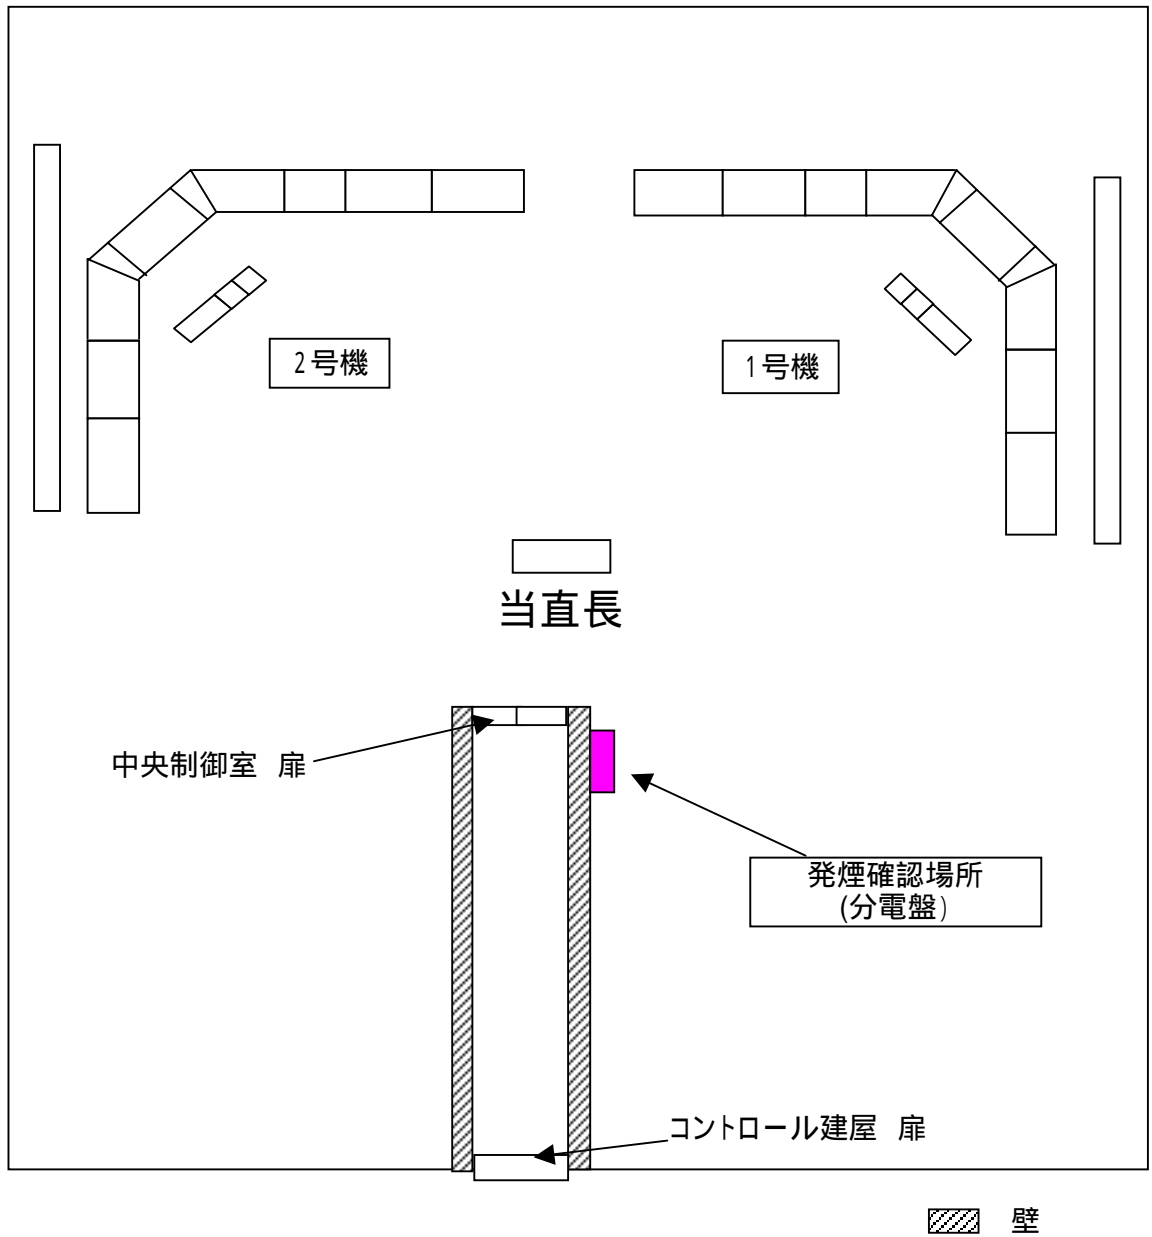 2号機
1号機
当直長
中央制御室 扉
発煙確認場所
(分電盤)
コントロール建屋 扉
壁